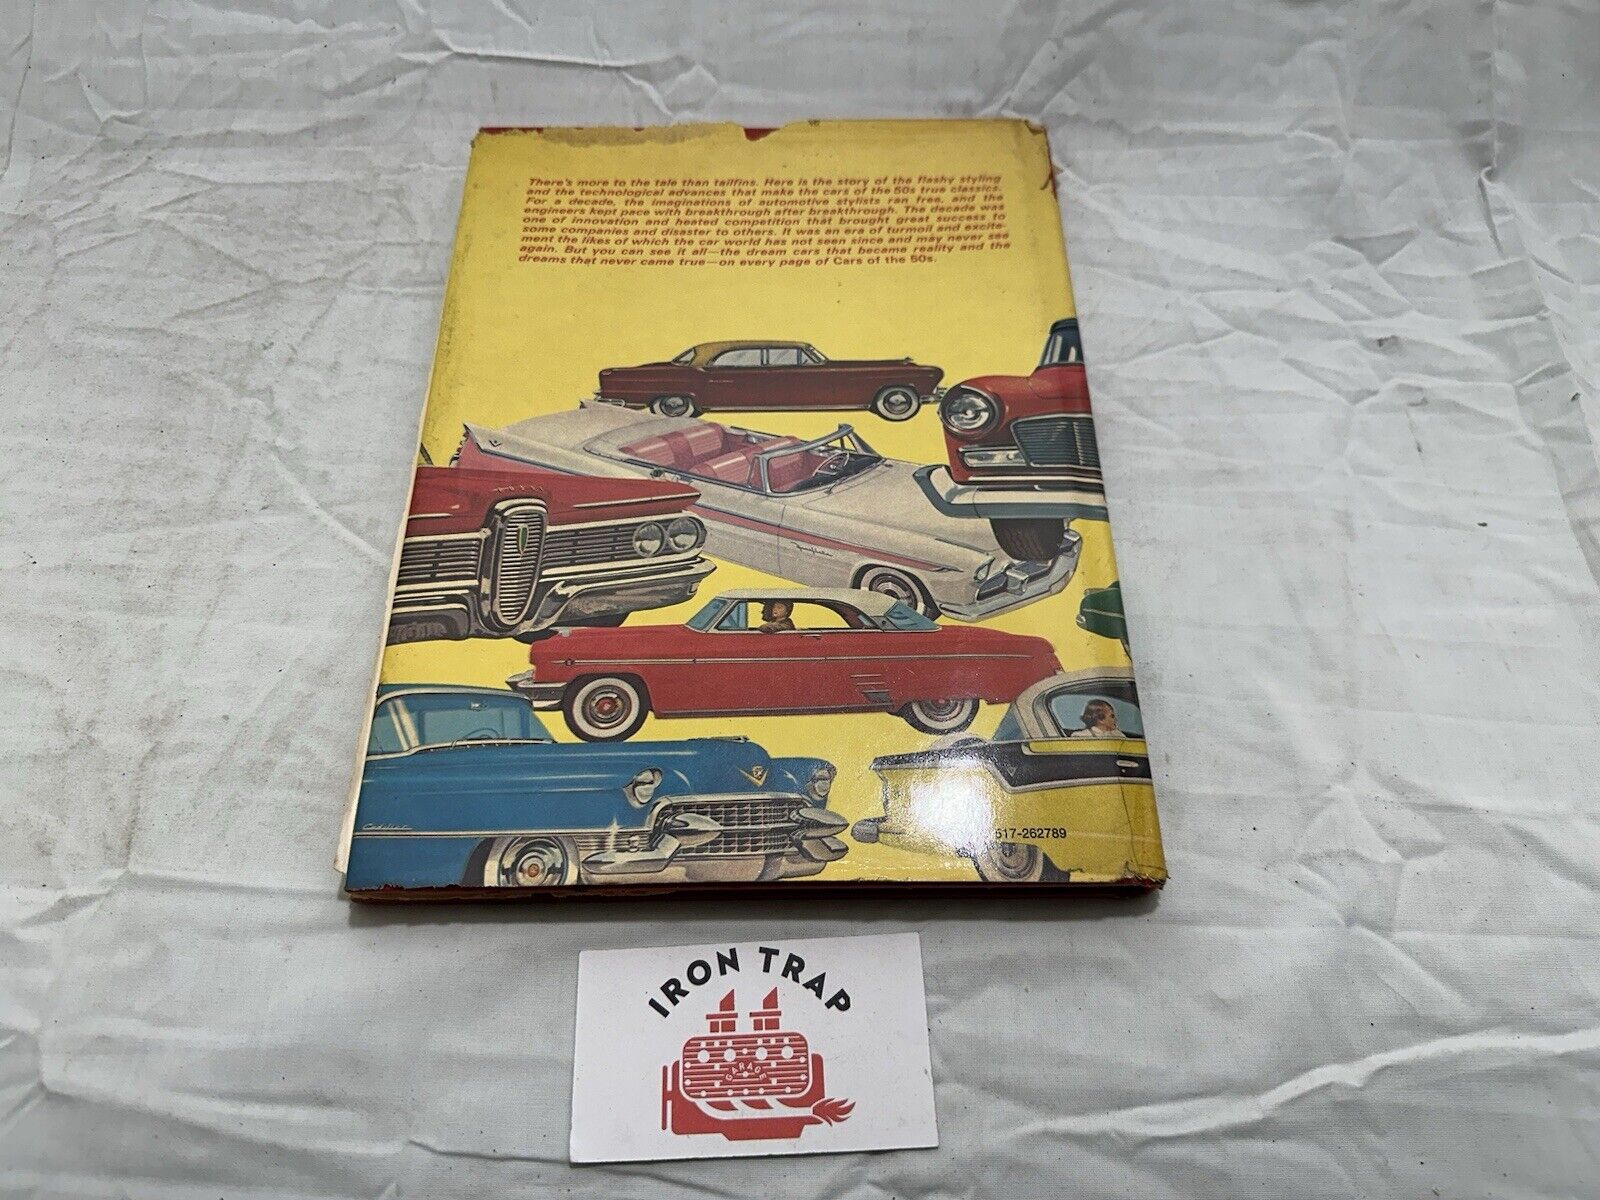 There's more to the tale than tailfins. Here is the story of the flashy styling
and the technological advances that make the cars of the 50s true classics.
For a decade, the imaginations of automotive stylists ran free, and the
engineers kept pace with breakthrough after breakthrough. The decade was
one of innovation and heated competition that brought great success to
some companies and disaster to others. It was an era of turmoil and excite-
ment the likes of which the car world has not seen since and may never see
again. But you can see it all—the dream cars that became reality and the
dreams that never came true—on every page of Cars of the 50s.
517-262789
IRON TRAP
GARAGE